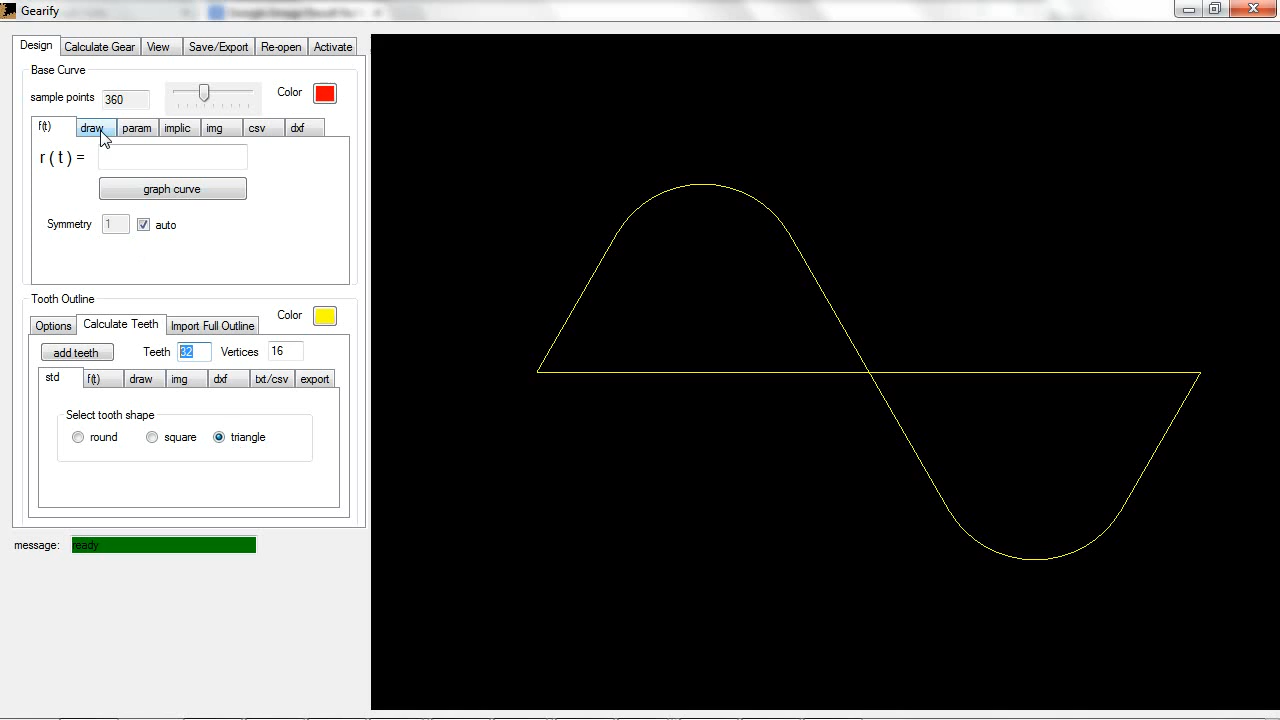 Gearify
Design Calculate Gear View Save/Export Re-open Activate
Base Curve
sample points 360 Color
f(t) draw param implic img csv dxf
r ( t ) =
graph curve
Symmetry 1 auto
Tooth Outline
Color
Options Calculate Teeth Import Full Outline
add teeth Teeth 32 Vertices 16
std f(t) draw img dxf txt/csv export
Select tooth shape
round square triangle
message: ready